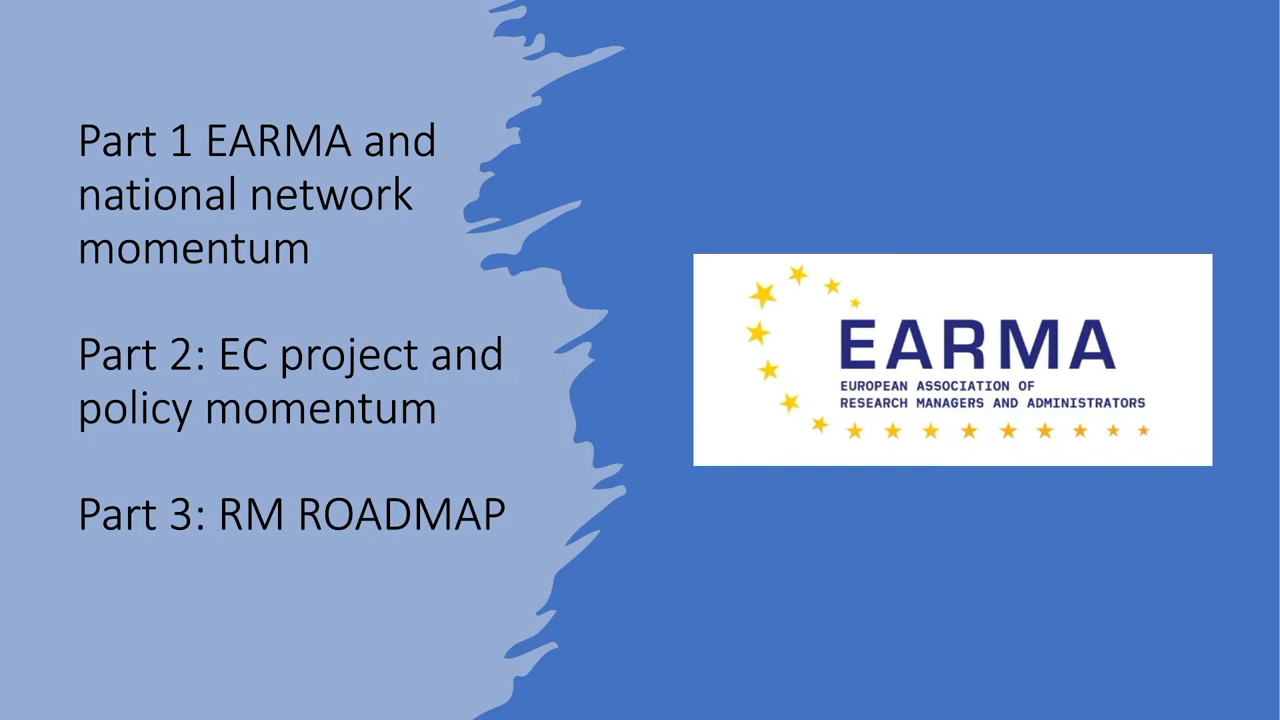 Part 1 EARMA and
national network
momentum
Part 2: EC project and
policy momentum
Part 3: RM ROADMAP
EARMA
EUROPEAN ASSOCIATION OF
RESEARCH MANAGERS AND ADMINISTRATORS